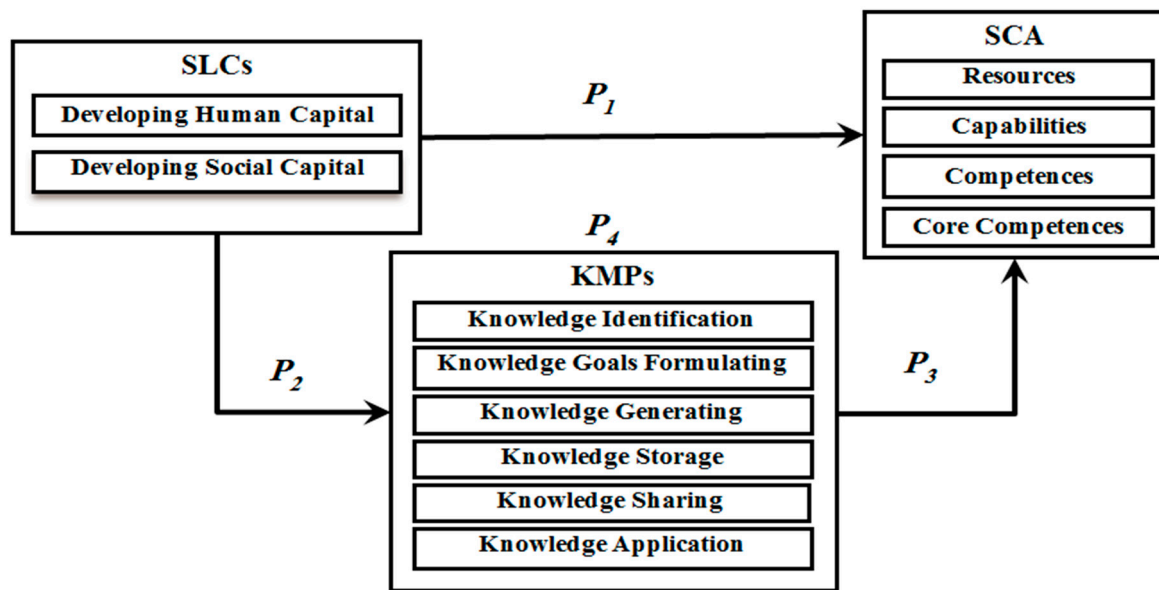 SLCs
Developing Human Capital
Developing Social Capital
P1
SCA
Resources
Capabilities
Competences
Core Competences
P2
P4
KMPs
Knowledge Identification
Knowledge Goals Formulating
Knowledge Generating
Knowledge Storage
Knowledge Sharing
Knowledge Application
P3